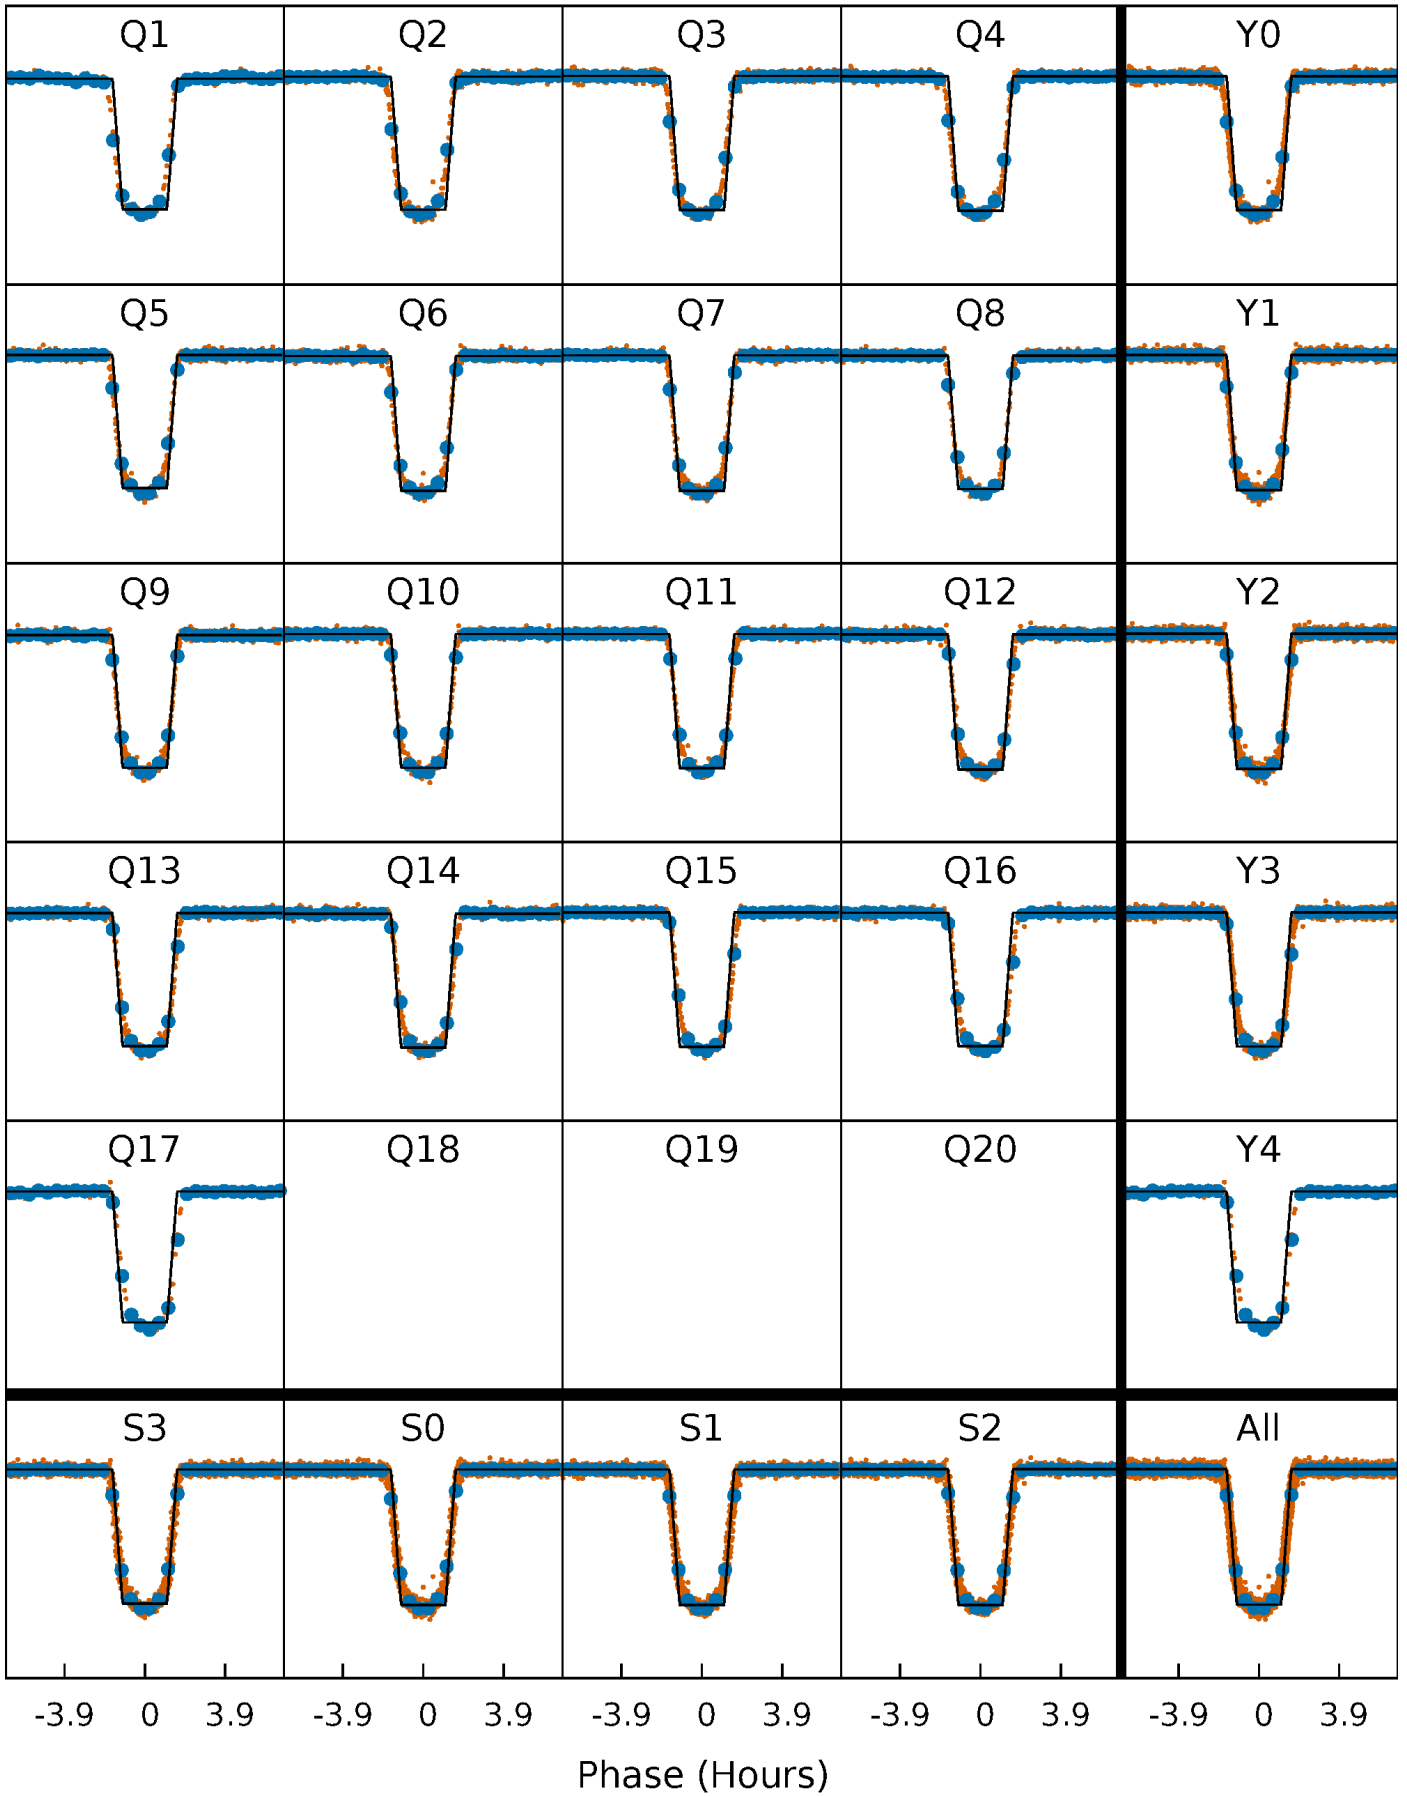 Q1 Q2 Q3 Q4 Y0
Q5 Q6 Q7 Q8 Y1
Q9 Q10 Q11 Q12 Y2
Q13 Q14 Q15 Q16 Y3
Q17 Q18 Q19 Q20 Y4
S3 S0 S1 S2 All
-3.9 0 3.9 -3.9 0 3.9 -3.9 0 3.9 -3.9 0 3.9 -3.9 0 3.9
Phase (Hours)